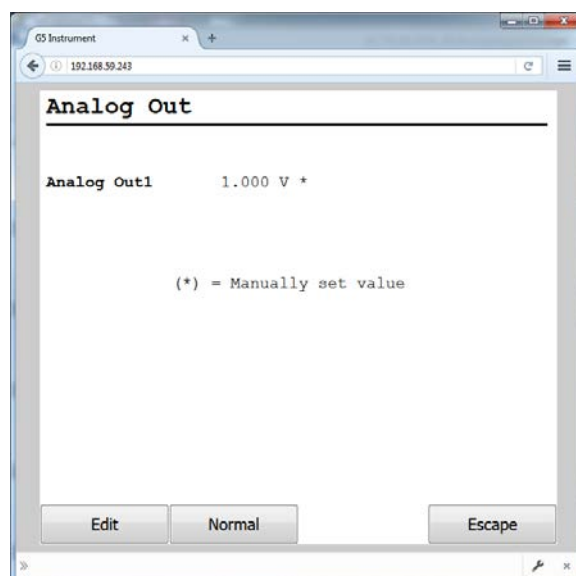 G5 Instrument
192.168.59.243
Analog Out
Analog Out1 1.000 V *
(*) = Manually set value
Edit Normal Escape